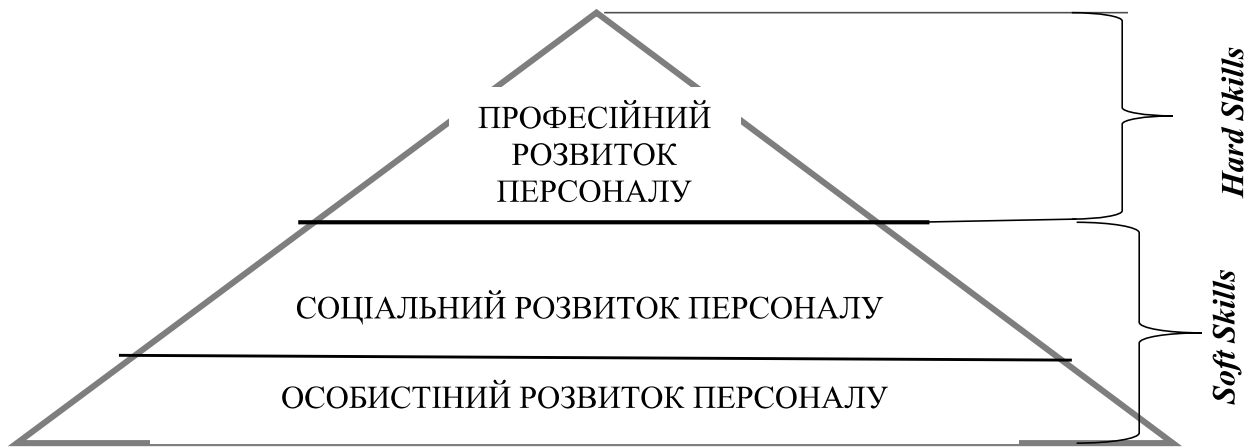 ПРОФЕСІЙНИЙ
РОЗВИТОК
ПЕРСОНАЛУ
Hard Skills
СОЦІАЛЬНИЙ РОЗВИТОК ПЕРСОНАЛУ
Soft Skills
ОСОБИСТІНИЙ РОЗВИТОК ПЕРСОНАЛУ